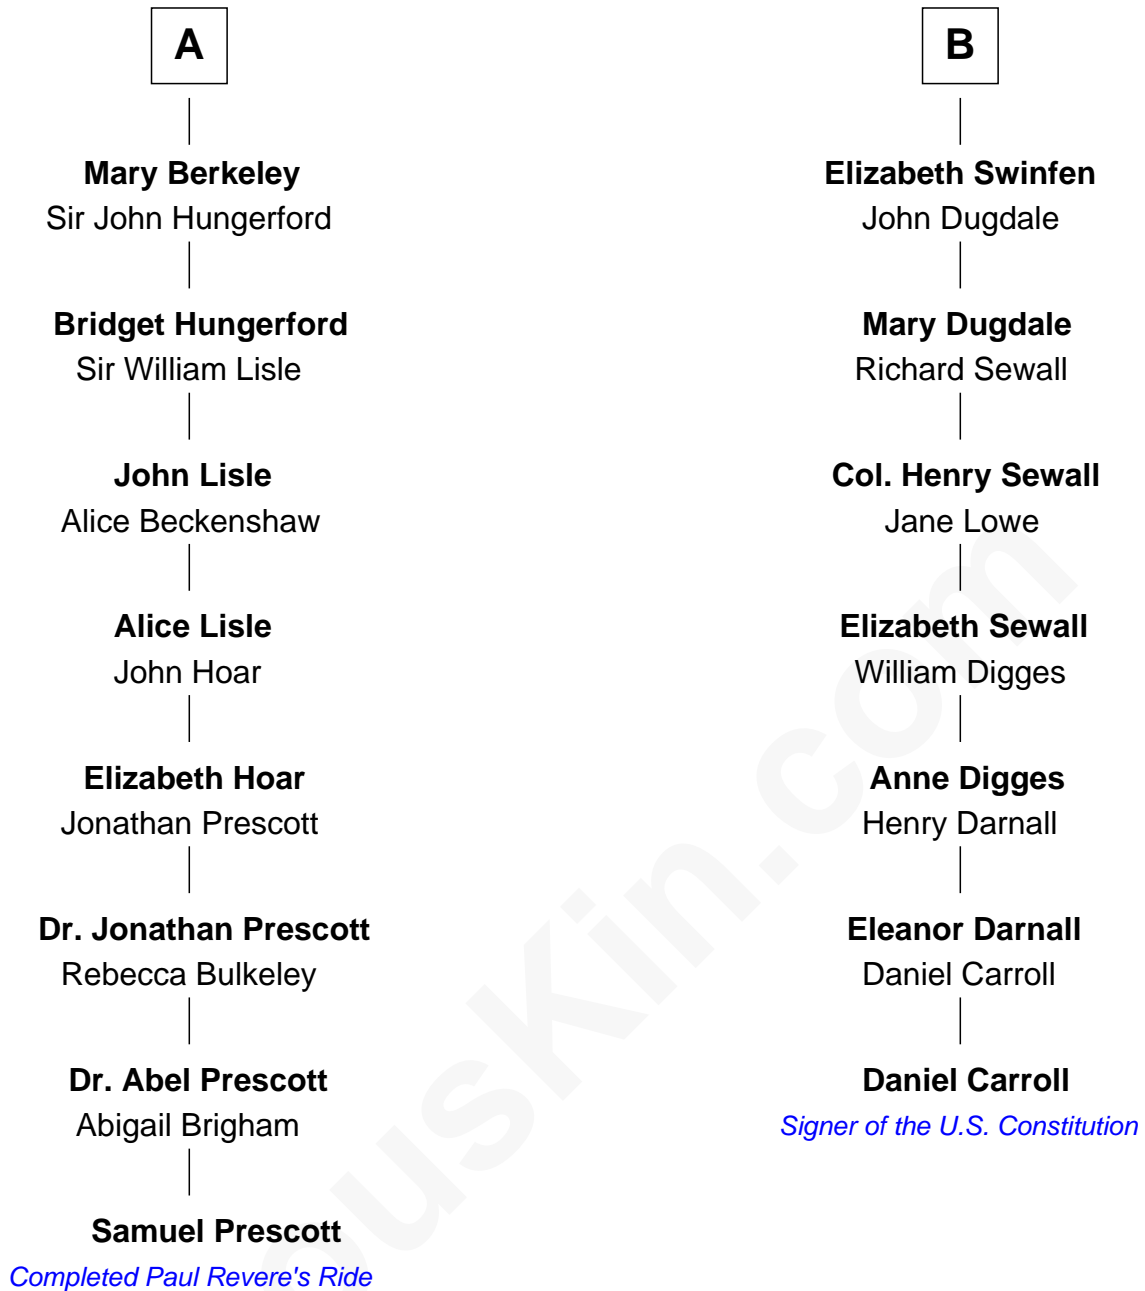 A
Mary Berkeley
Sir John Hungerford
Bridget Hungerford
Sir William Lisle
John Lisle
Alice Beckenshaw
Alice Lisle
John Hoar
Elizabeth Hoar
Jonathan Prescott
Dr. Jonathan Prescott
Rebecca Bulkeley
Dr. Abel Prescott
Abigail Brigham
Samuel Prescott
Completed Paul Revere's Ride
B
Elizabeth Swinfen
John Dugdale
Mary Dugdale
Richard Sewall
Col. Henry Sewall
Jane Lowe
Elizabeth Sewall
William Digges
Anne Digges
Henry Darnall
Eleanor Darnall
Daniel Carroll
Daniel Carroll
Signer of the U.S. Constitution
ousKin.com